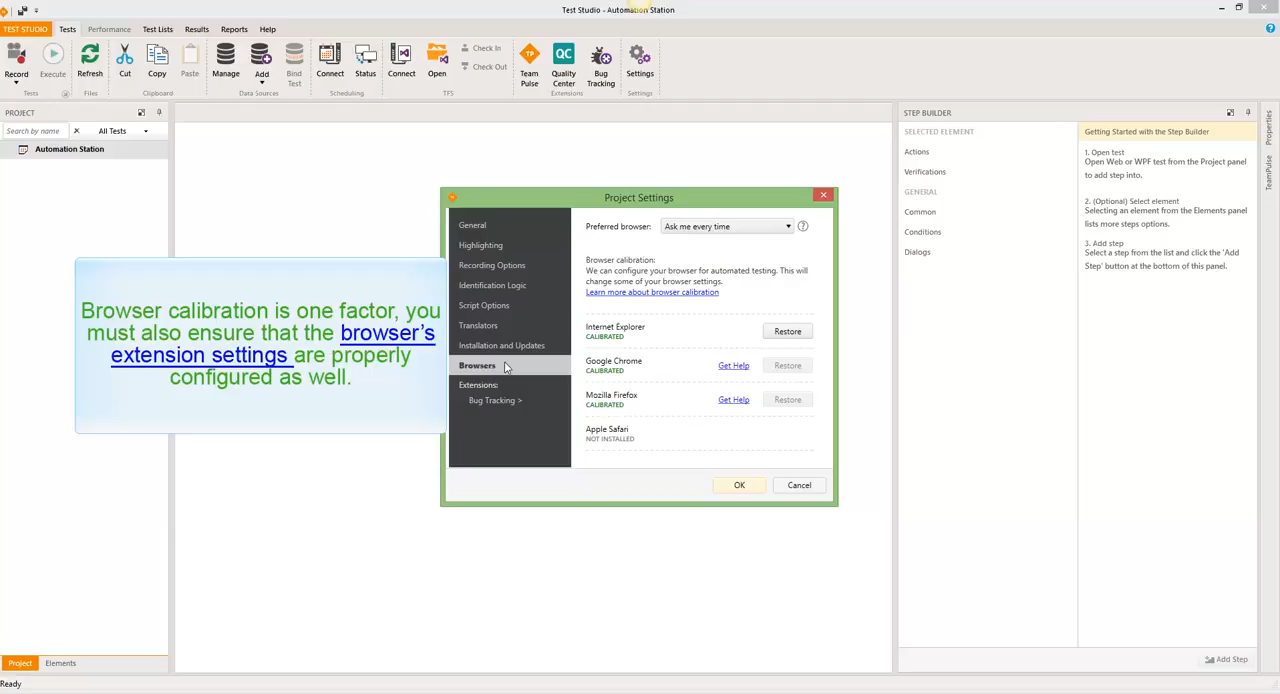 Test Studio - Automation Station
TEST STUDIO Tests Performance Test Lists Results Reports Help
Record Execute Refresh Cut Copy Paste Manage Add Bind Test Connect Status Connect Open Check In Check Out Team Pulse Quality Center Bug Tracking Settings
Tests Files Clipboard Data Sources Scheduling TFS Extensions Settings
PROJECT
Search by name All Tests
Automation Station
Project Elements
Ready
Browser calibration is one factor, you
must also ensure that the browser's
extension settings are properly
configured as well.
Project Settings
General
Highlighting
Recording Options
Identification Logic
Script Options
Translators
Installation and Updates
Browsers
Extensions:
Bug Tracking >
Preferred browser: Ask me every time
Browser calibration:
We can configure your browser for automated testing. This will
change some of your browser settings.
Learn more about browser calibration
Internet Explorer
CALIBRATED
Restore
Google Chrome
CALIBRATED
Get Help Restore
Mozilla Firefox
CALIBRATED
Get Help Restore
Apple Safari
NOT INSTALLED
OK Cancel
STEP BUILDER
SELECTED ELEMENT
Actions
Verifications
GENERAL
Common
Conditions
Dialogs
Getting Started with the Step Builder
1. Open test
Open Web or WPF test from the Project panel
to add step into.
2. (Optional) Select element
Selecting an element from the Elements panel
lists more steps options.
3. Add step
Select a step from the list and click the 'Add
Step' button at the bottom of this panel.
Add Step
Properties
TeamPulse